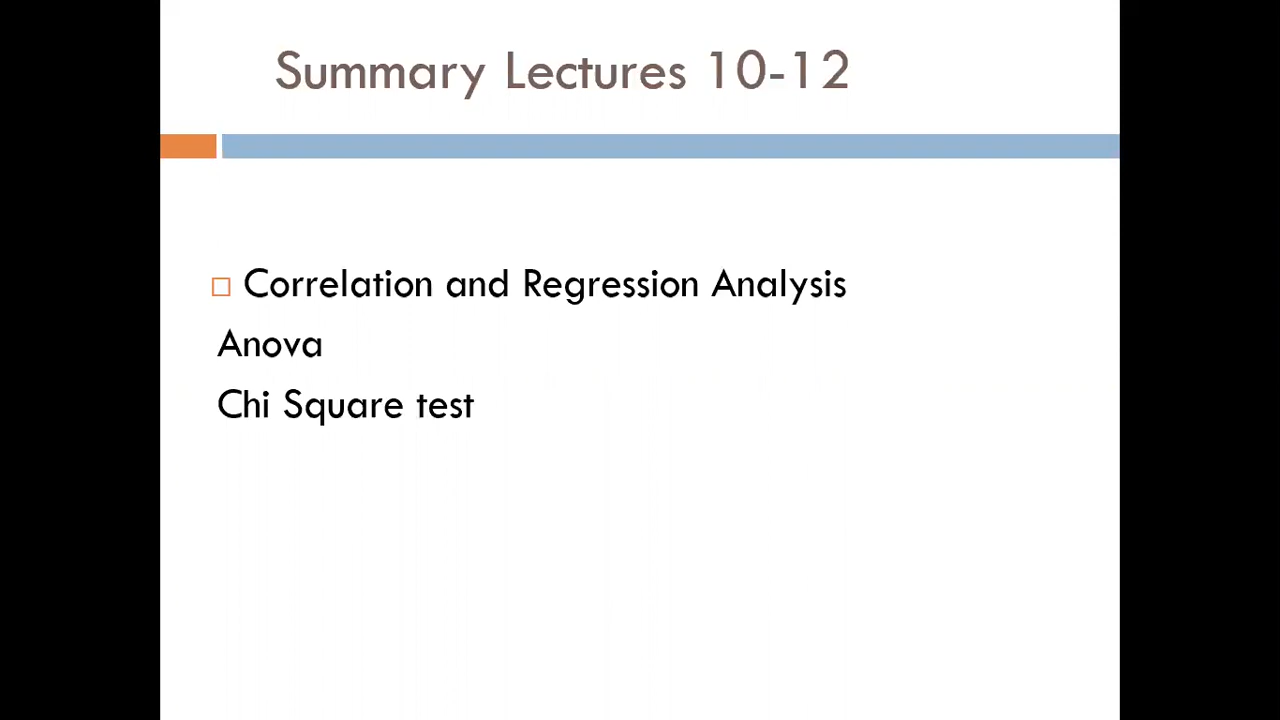 Summary Lectures 10-12
Correlation and Regression Analysis
Anova
Chi Square test